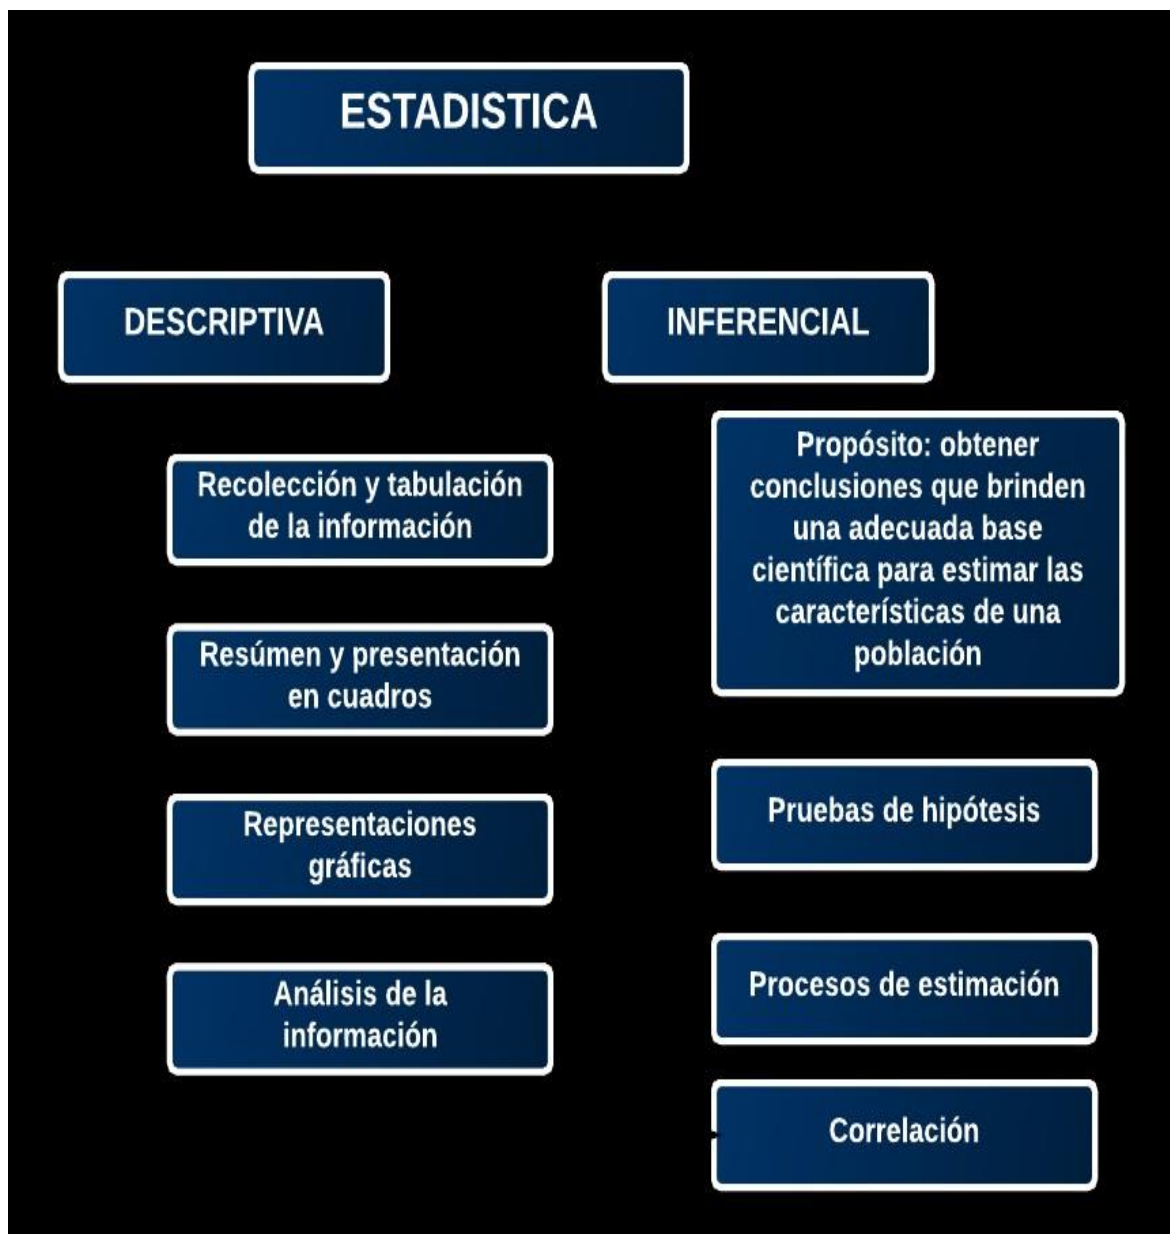 ESTADISTICA
DESCRIPTIVA
Recolección y tabulación
de la información
Resúmen y presentación
en cuadros
Representaciones
gráficas
Análisis de la
información
INFERENCIAL
Propósito: obtener
conclusiones que brinden
una adecuada base
científica para estimar las
características de una
población
Pruebas de hipótesis
Procesos de estimación
Correlación